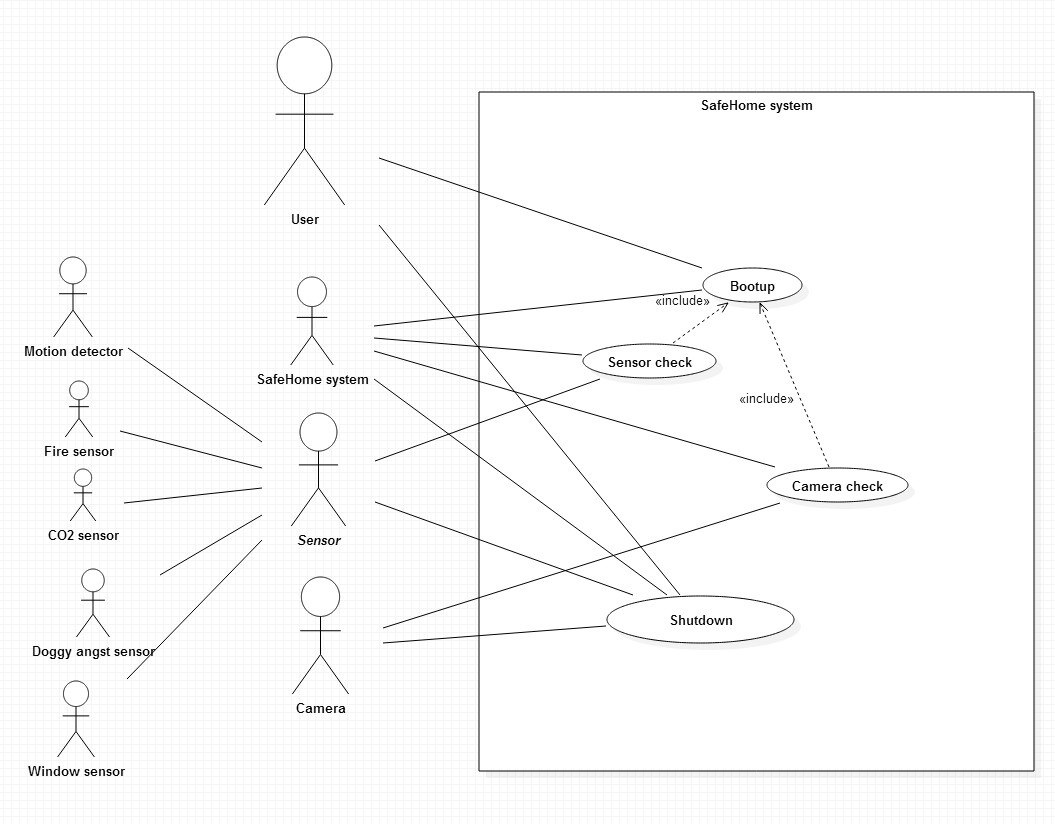 SafeHome system
User
Bootup
«include»
Motion detector
Sensor check
SafeHome system
«include»
Fire sensor
Camera check
CO2 sensor
Sensor
Shutdown
Doggy angst sensor
Camera
Window sensor